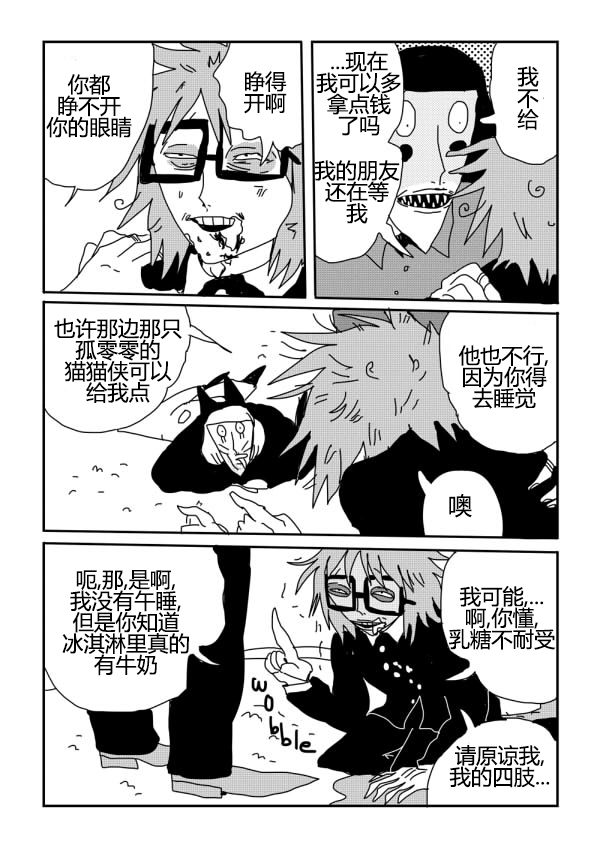 你都
睁不开
你的眼睛
睁得
开啊
...现在
我可以多
拿点钱
了吗
我的朋友
还在等
我
我
不
给
也许那边那只
孤零零的
猫猫侠可以
给我点
他也不行,
因为你得
去睡觉
噢
呃,那,是啊,
我没有午睡,
但是你知道
冰淇淋里真的
有牛奶
wobble
我可能,...
啊,你懂,
乳糖不耐受
请原谅我,
我的四肢...